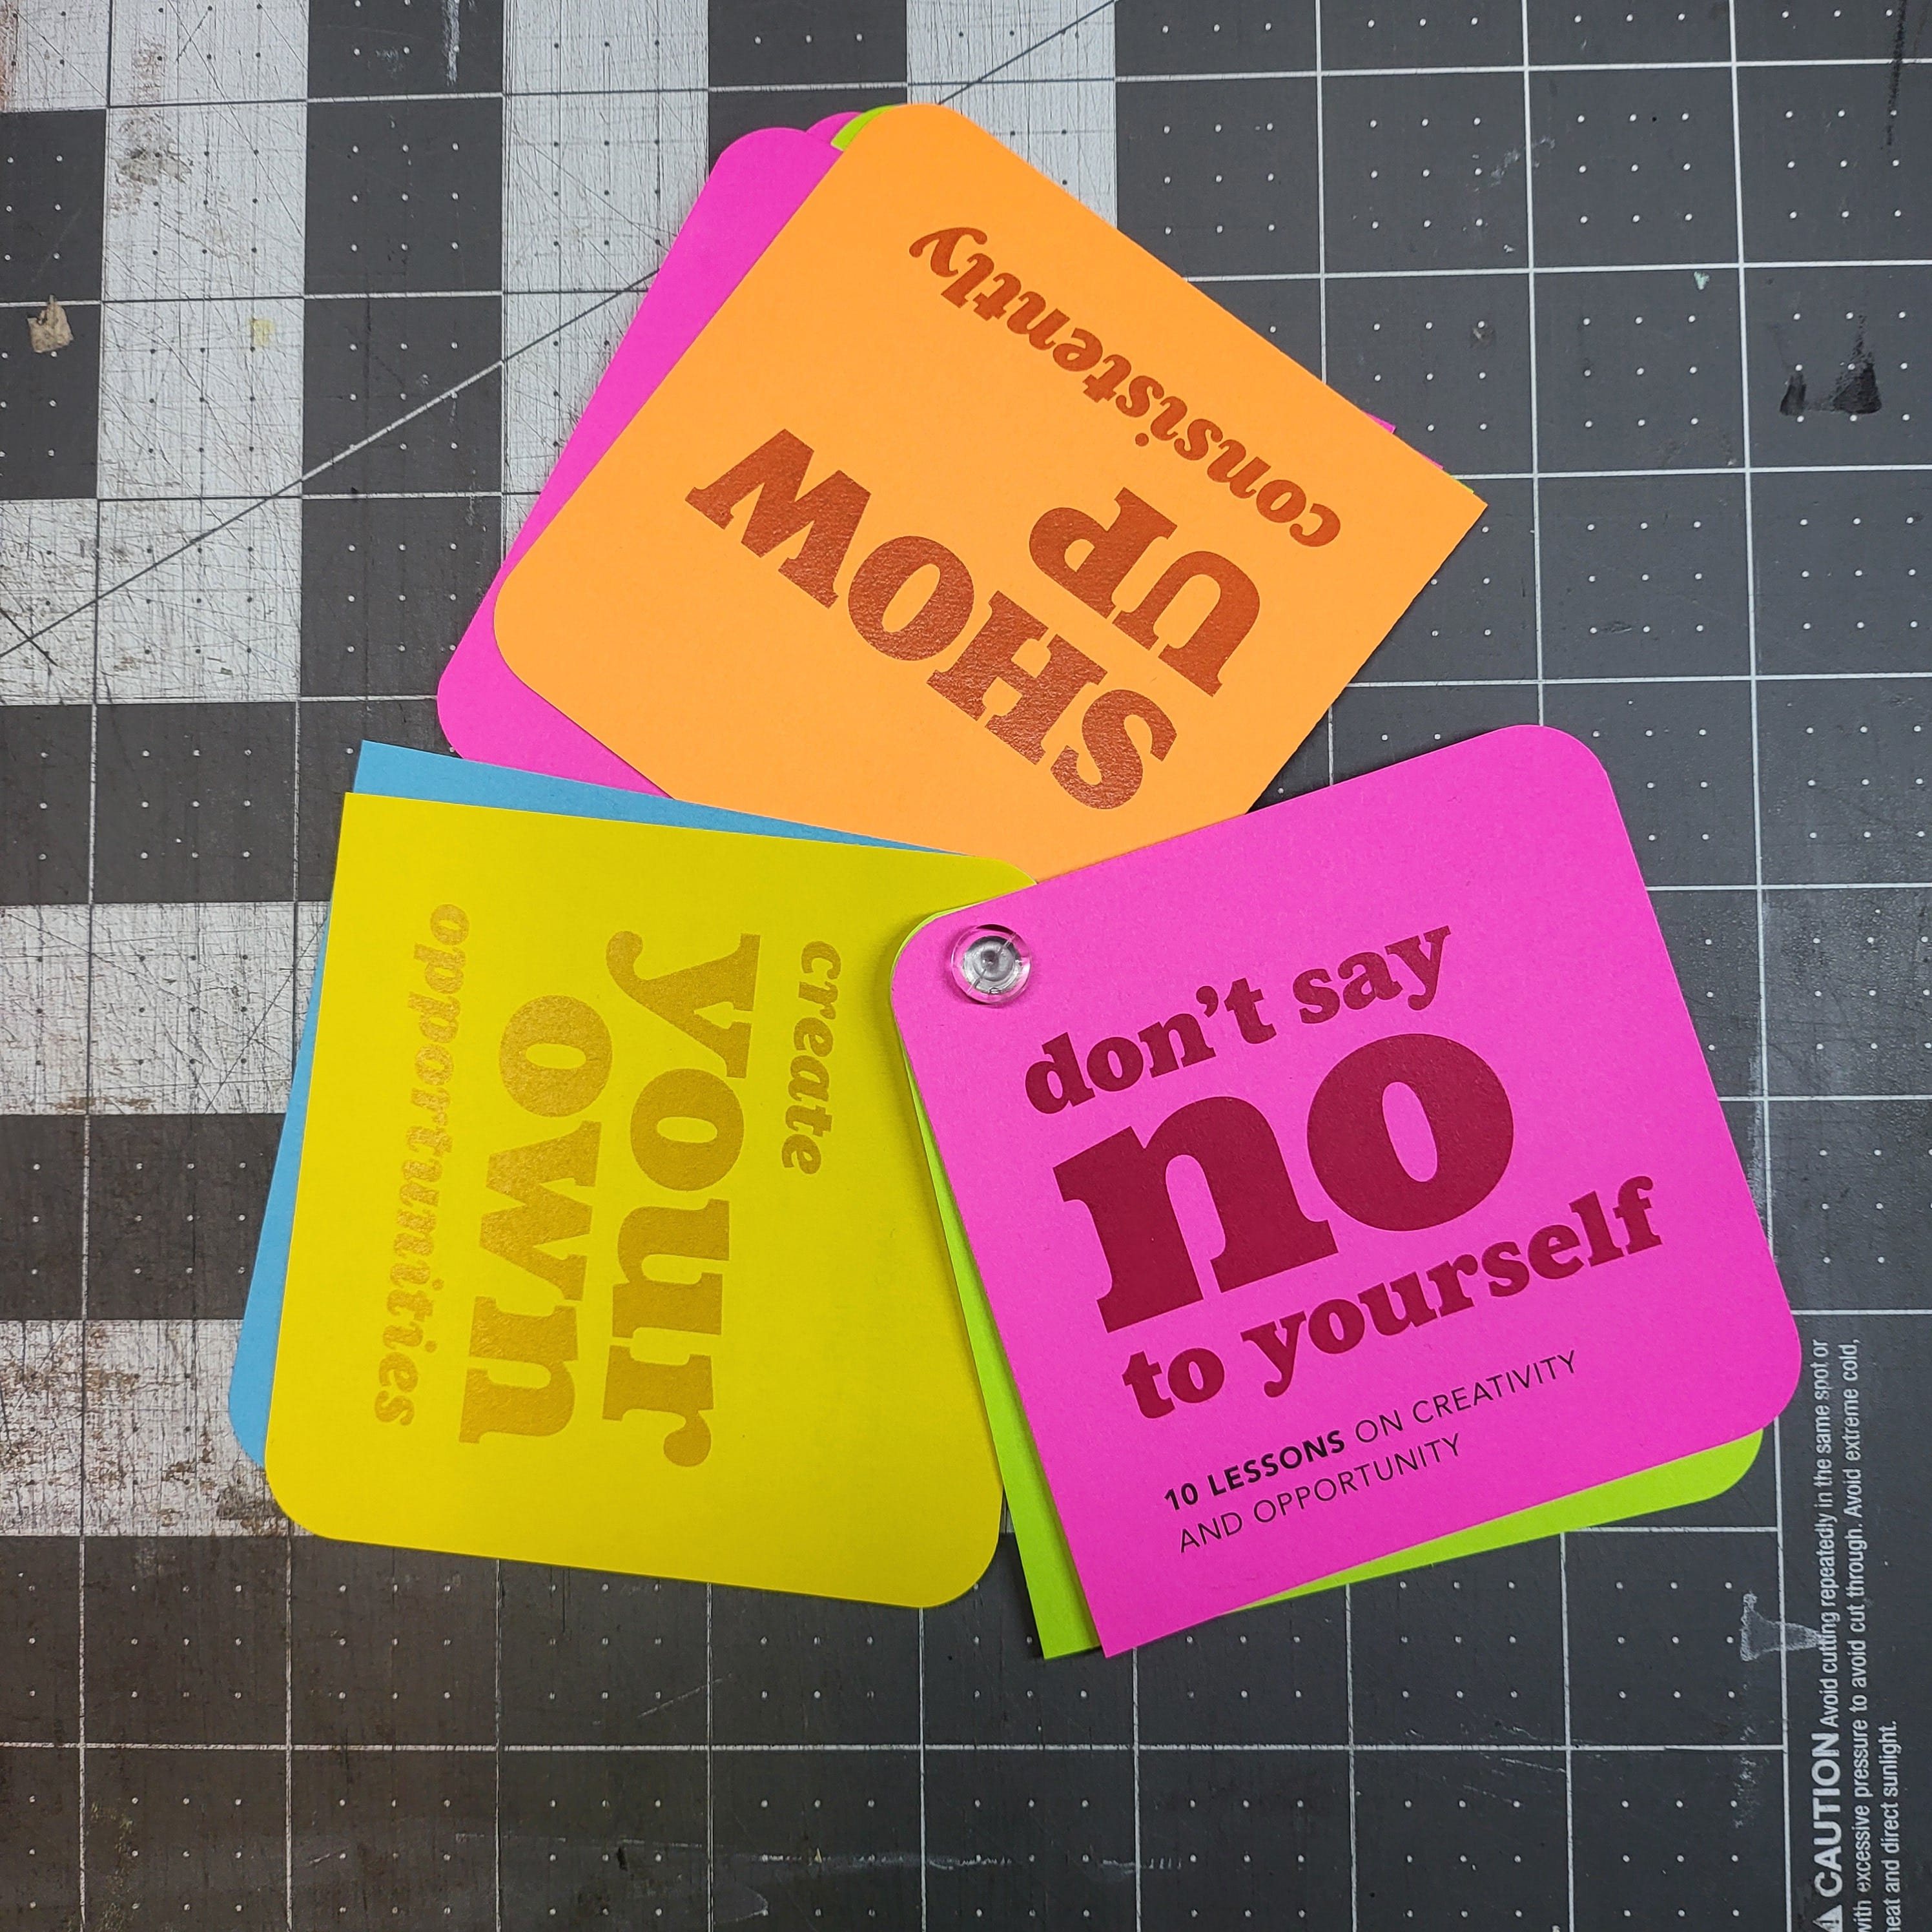 don't say
no
to yourself
10 LESSONS ON CREATIVITY
AND OPPORTUNITY
SHOW
UP
consistently
create
your
own
opportunities
CAUTION Avoid cutting repeatedly in the same spot or
with excessive pressure to avoid cut through. Avoid extreme cold,
heat and direct sunlight.